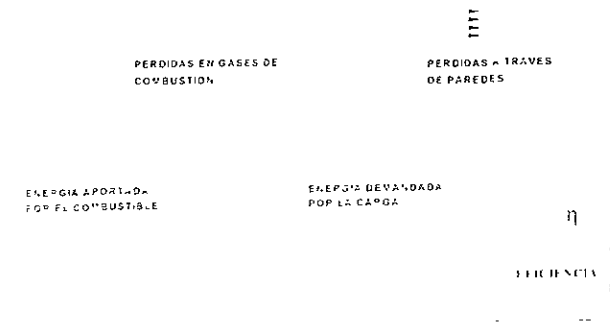 PERDIDAS EN GASES DE
COMBUSTION
PERDIDAS A TRAVES
DE PAREDES
ENERGIA APORTADA
POR EL COMBUSTIBLE
ENERGIA DEMANDADA
POR LA CARGA
η
EFICIENCIA